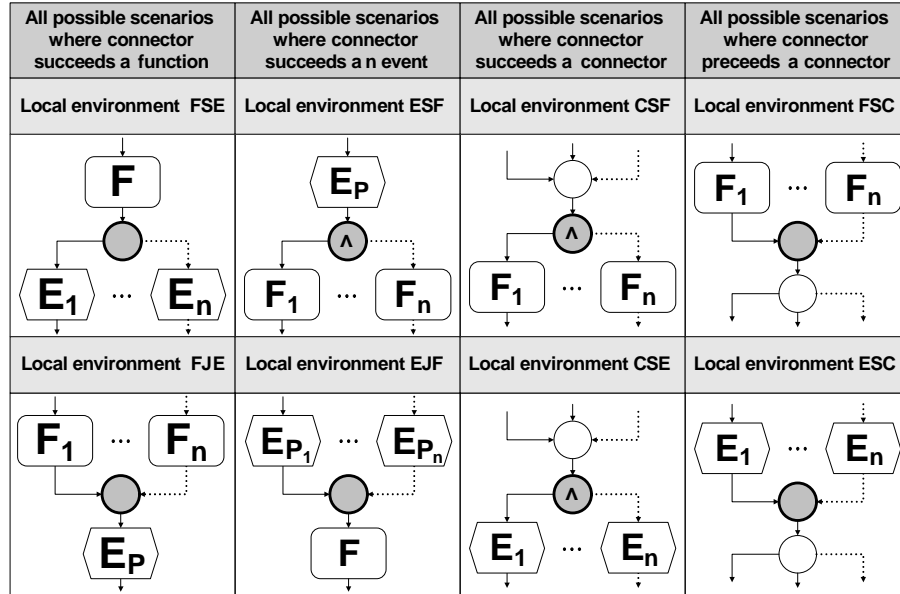 All possible scenarios
where connector
succeeds a function
All possible scenarios
where connector
succeeds a n event
All possible scenarios
where connector
succeeds a connector
All possible scenarios
where connector
preceeds a connector
Local environment FSE
Local environment ESF
Local environment CSF
Local environment FSC
F
E1 ... En
EP
∧
F1 ... Fn
∧
F1 ... Fn
F1 ... Fn
Local environment FJE
Local environment EJF
Local environment CSE
Local environment ESC
F1 ... Fn
EP
EP1 ... EPn
F
∧
E1 ... En
E1 ... En